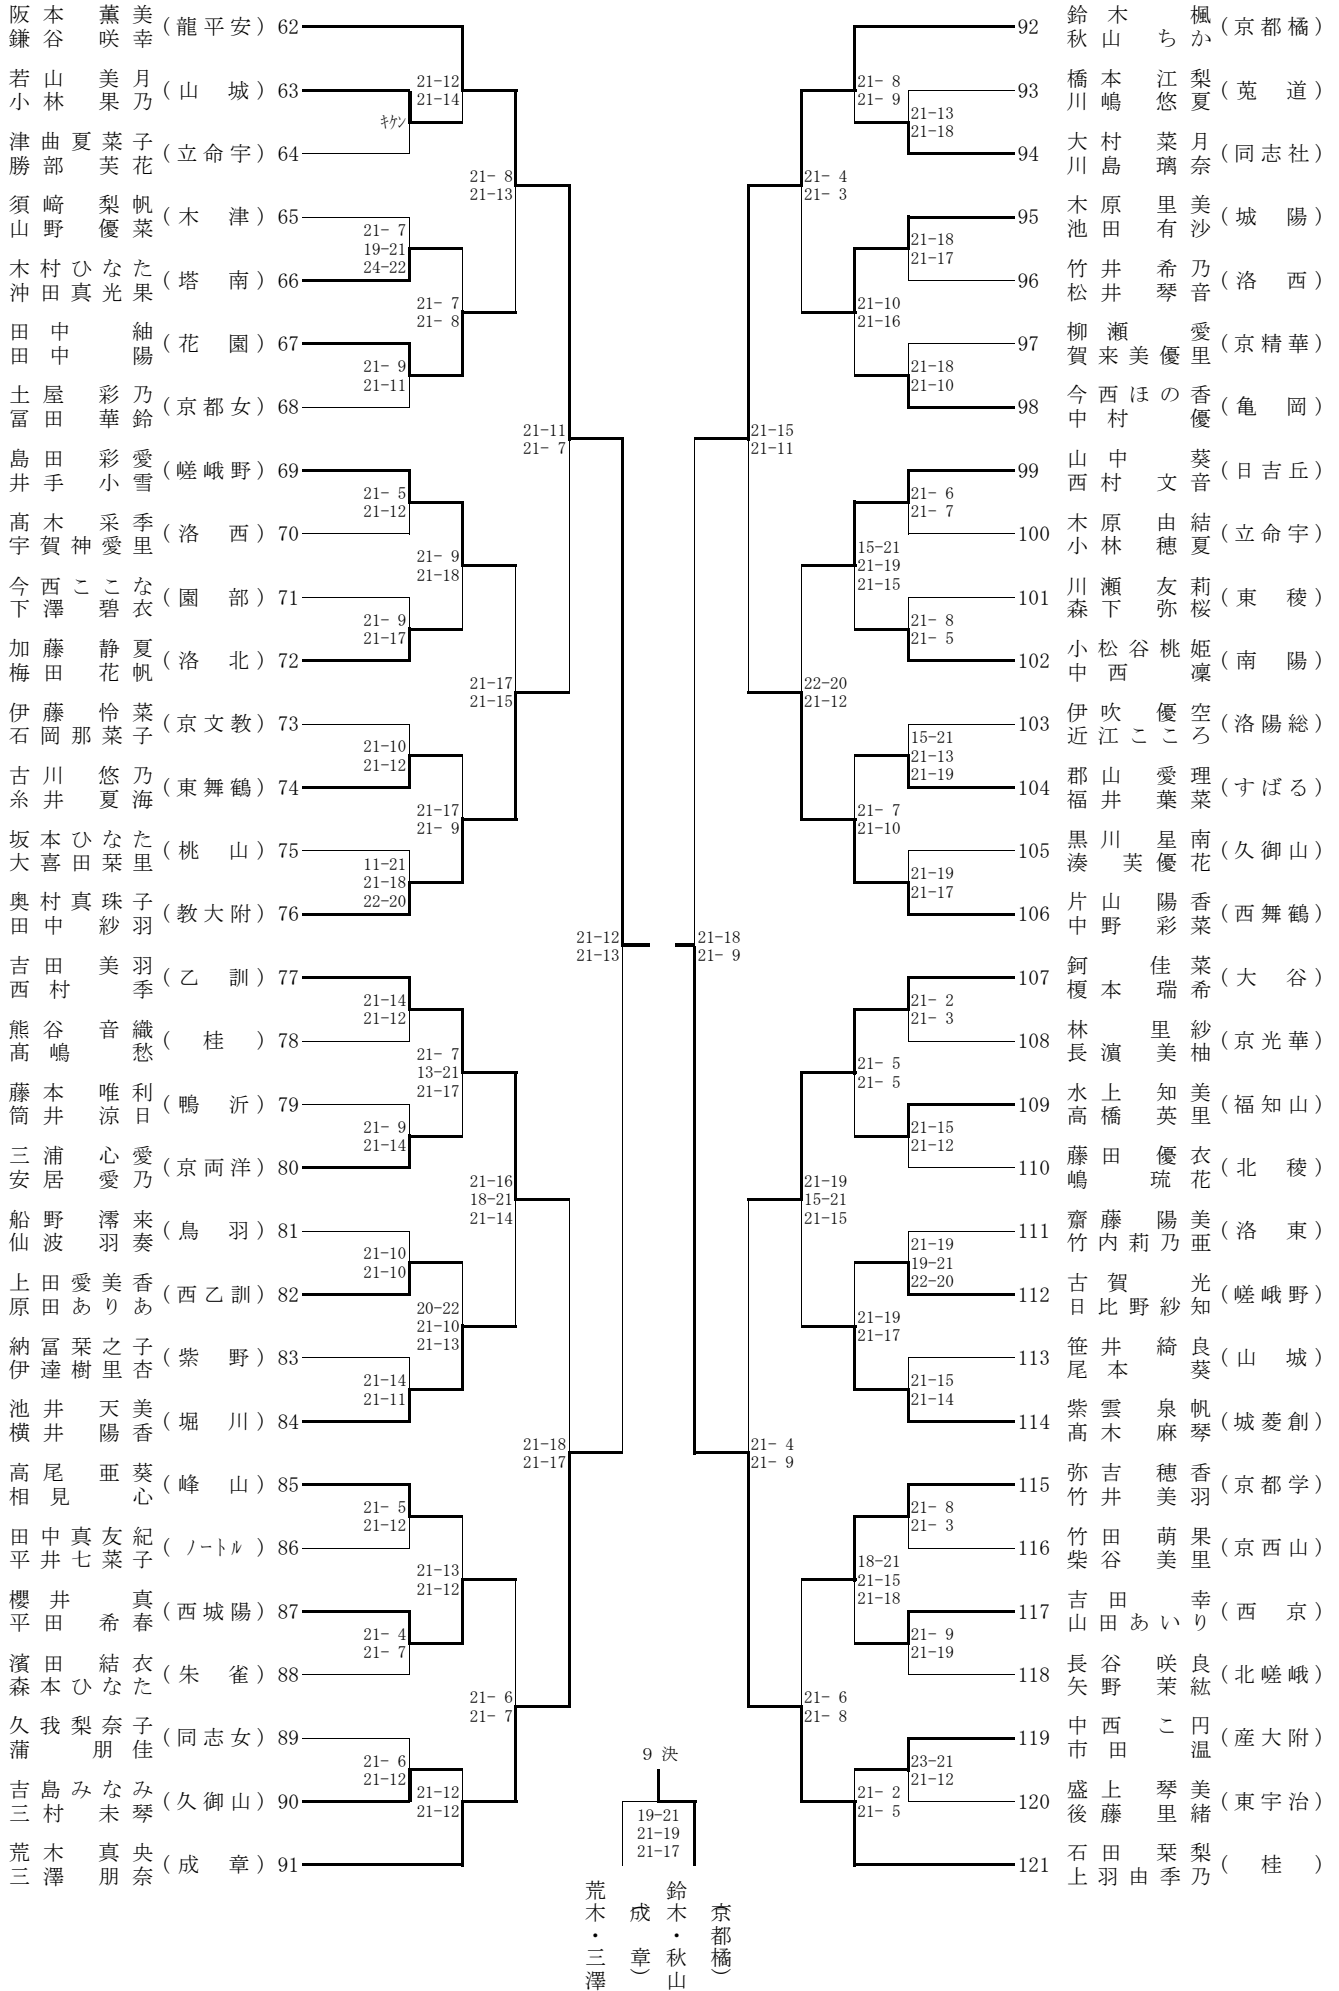 阪本 薫美
鎌谷 咲幸
(龍平安) 62
若山 美月
小林 果乃
(山 城) 63
津曲夏菜子
勝部 芙花
(立命宇) 64
須﨑 梨帆
山野 優菜
(木 津) 65
木村ひなた
沖田真光果
(塔 南) 66
田中 紬
田中 陽
(花 園) 67
土屋 彩乃
冨田 華鈴
(京都女) 68
島田 彩愛
井手 小雪
(嵯峨野) 69
髙木 采季
宇賀神愛里
(洛 西) 70
今西ここな
下澤 碧衣
(園 部) 71
加藤 静夏
梅田 花帆
(洛 北) 72
伊藤 怜菜
石岡那菜子
(京文教) 73
古川 悠乃
糸井 夏海
(東舞鶴) 74
坂本ひなた
大喜田栞里
(桃 山) 75
奥村真珠子
田中 紗羽
(教大附) 76
吉田 美羽
西村 季
(乙 訓) 77
熊谷 音織
髙嶋 愁
( 桂 ) 78
藤本 唯利
筒井 涼日
(鴨 沂) 79
三浦 心愛
安居 愛乃
(京両洋) 80
船野 澪来
仙波 羽奏
(鳥 羽) 81
上田愛美香
原田ありあ
(西乙訓) 82
納冨栞之子
伊達樹里杏
(紫 野) 83
池井 天美
横井 陽香
(堀 川) 84
高尾 亜葵
相見 心
(峰 山) 85
田中真友紀
平井七菜子
(ノートル) 86
櫻井 真
平田 希春
(西城陽) 87
濱田 結衣
森本ひなた
(朱 雀) 88
久我梨奈子
蒲 朋佳
(同志女) 89
吉島みなみ
三村 未琴
(久御山) 90
荒木 真央
三澤 朋奈
(成 章) 91
キケン
21- 7
19-21
24-22
21- 9
21-11
21- 5
21-12
21- 9
21-17
21-10
21-12
11-21
21-18
22-20
21-14
21-12
21- 9
21-14
21-10
21-10
21-14
21-11
21- 5
21-12
21- 4
21- 7
21- 6
21-12
21-12
21-14
21- 7
21- 8
21- 9
21-18
21-17
21- 9
21- 7
13-21
21-17
20-22
21-10
21-13
21-13
21-12
21-12
21-12
21- 8
21-13
21-17
21-15
21-16
18-21
21-14
21- 6
21- 7
21-11
21- 7
21-18
21-17
21-12
21-13
21-18
21- 9
21-15
21-11
21- 4
21- 9
21- 4
21- 3
22-20
21-12
21-19
15-21
21-15
21- 6
21- 8
21- 8
21- 9
21-10
21-16
15-21
21-19
21-15
21- 7
21-10
21- 5
21- 5
21-19
21-17
18-21
21-15
21-18
21- 2
21- 5
21-13
21-18
21-18
21-17
21-18
21-10
21- 6
21- 7
21- 8
21- 5
15-21
21-13
21-19
21-19
21-17
21- 2
21- 3
21-15
21-12
21-19
19-21
22-20
21-15
21-14
21- 8
21- 3
21- 9
21-19
23-21
21-12
92 鈴木 楓
秋山 ちか
(京都橘)
93 橋本 江梨
川嶋 悠夏
(莵 道)
94 大村 菜月
川島 璃奈
(同志社)
95 木原 里美
池田 有沙
(城 陽)
96 竹井 希乃
松井 琴音
(洛 西)
97 柳瀬 愛
賀来美優里
(京精華)
98 今西ほの香
中村 優
(亀 岡)
99 山中 葵
西村 文音
(日吉丘)
100 木原 由結
小林 穂夏
(立命宇)
101 川瀬 友莉
森下 弥桜
(東 稜)
102 小松谷桃姫
中西 凜
(南 陽)
103 伊吹 優空
近江こころ
(洛陽総)
104 郡山 愛理
福井 葉菜
(すばる)
105 黒川 星南
湊 芙優花
(久御山)
106 片山 陽香
中野 彩菜
(西舞鶴)
107 鈳 佳菜
榎本 瑞希
(大 谷)
108 林 里紗
長濵 美柚
(京光華)
109 水上 知美
高橋 英里
(福知山)
110 藤田 優衣
嶋 琉花
(北 稜)
111 齋藤 陽美
竹内莉乃亜
(洛 東)
112 古賀 光
日比野紗知
(嵯峨野)
113 笹井 綺良
尾本 葵
(山 城)
114 紫雲 泉帆
髙木 麻琴
(城菱創)
115 弥吉 穂香
竹井 美羽
(京都学)
116 竹田 萌果
柴谷 美里
(京西山)
117 吉田 幸
山田あいり
(西 京)
118 長谷 咲良
矢野 茉紘
(北嵯峨)
119 中西 こ円
市田 温
(産大附)
120 盛上 琴美
後藤 里緒
(東宇治)
121 石田 栞梨
上羽由季乃
( 桂 )
9 決
19-21
21-19
21-17
荒木・三澤
(成 章)
鈴木・秋山
(京都橘)